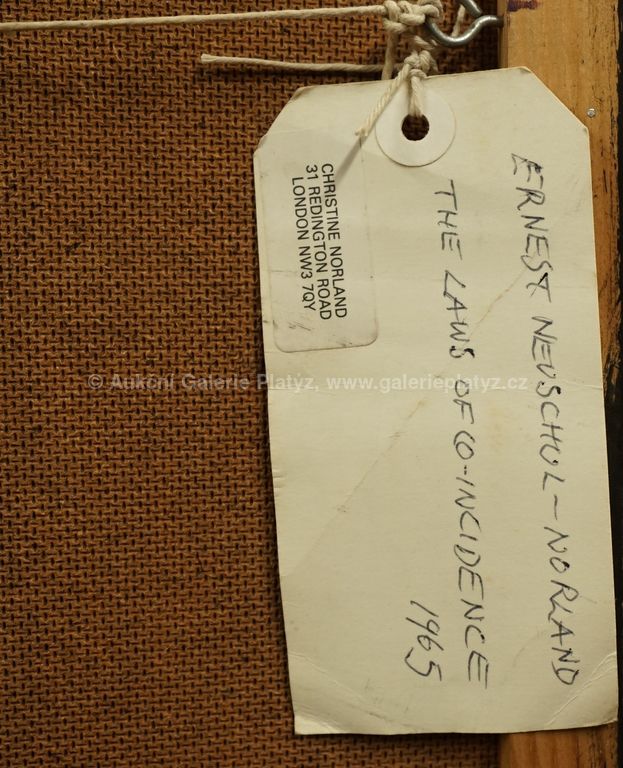 ERNEST NEUSCHUL-NORLAND
THE LAWS OF CO-INCIDENCE
1965
CHRISTINE NORLAND
31 REDINGTON ROAD
LONDON NW3 7QY
© Aukční Galerie Platýz, www.galerieplatyz.cz